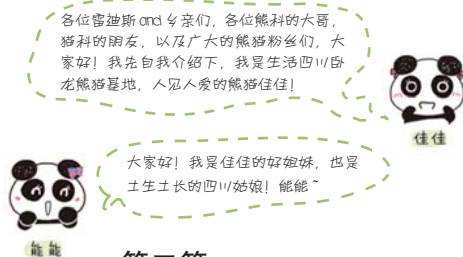 各位雷迪斯and乡亲们，各位熊科的大哥，
猫科的朋友，以及广大的熊猫粉丝们，大
家好！我先自我介绍下，我是生活四川卧
龙熊猫基地，人见人爱的熊猫佳佳！
佳佳
大家好！我是佳佳的好姐妹，也是
土生土长的四川姑娘！能能~
能能